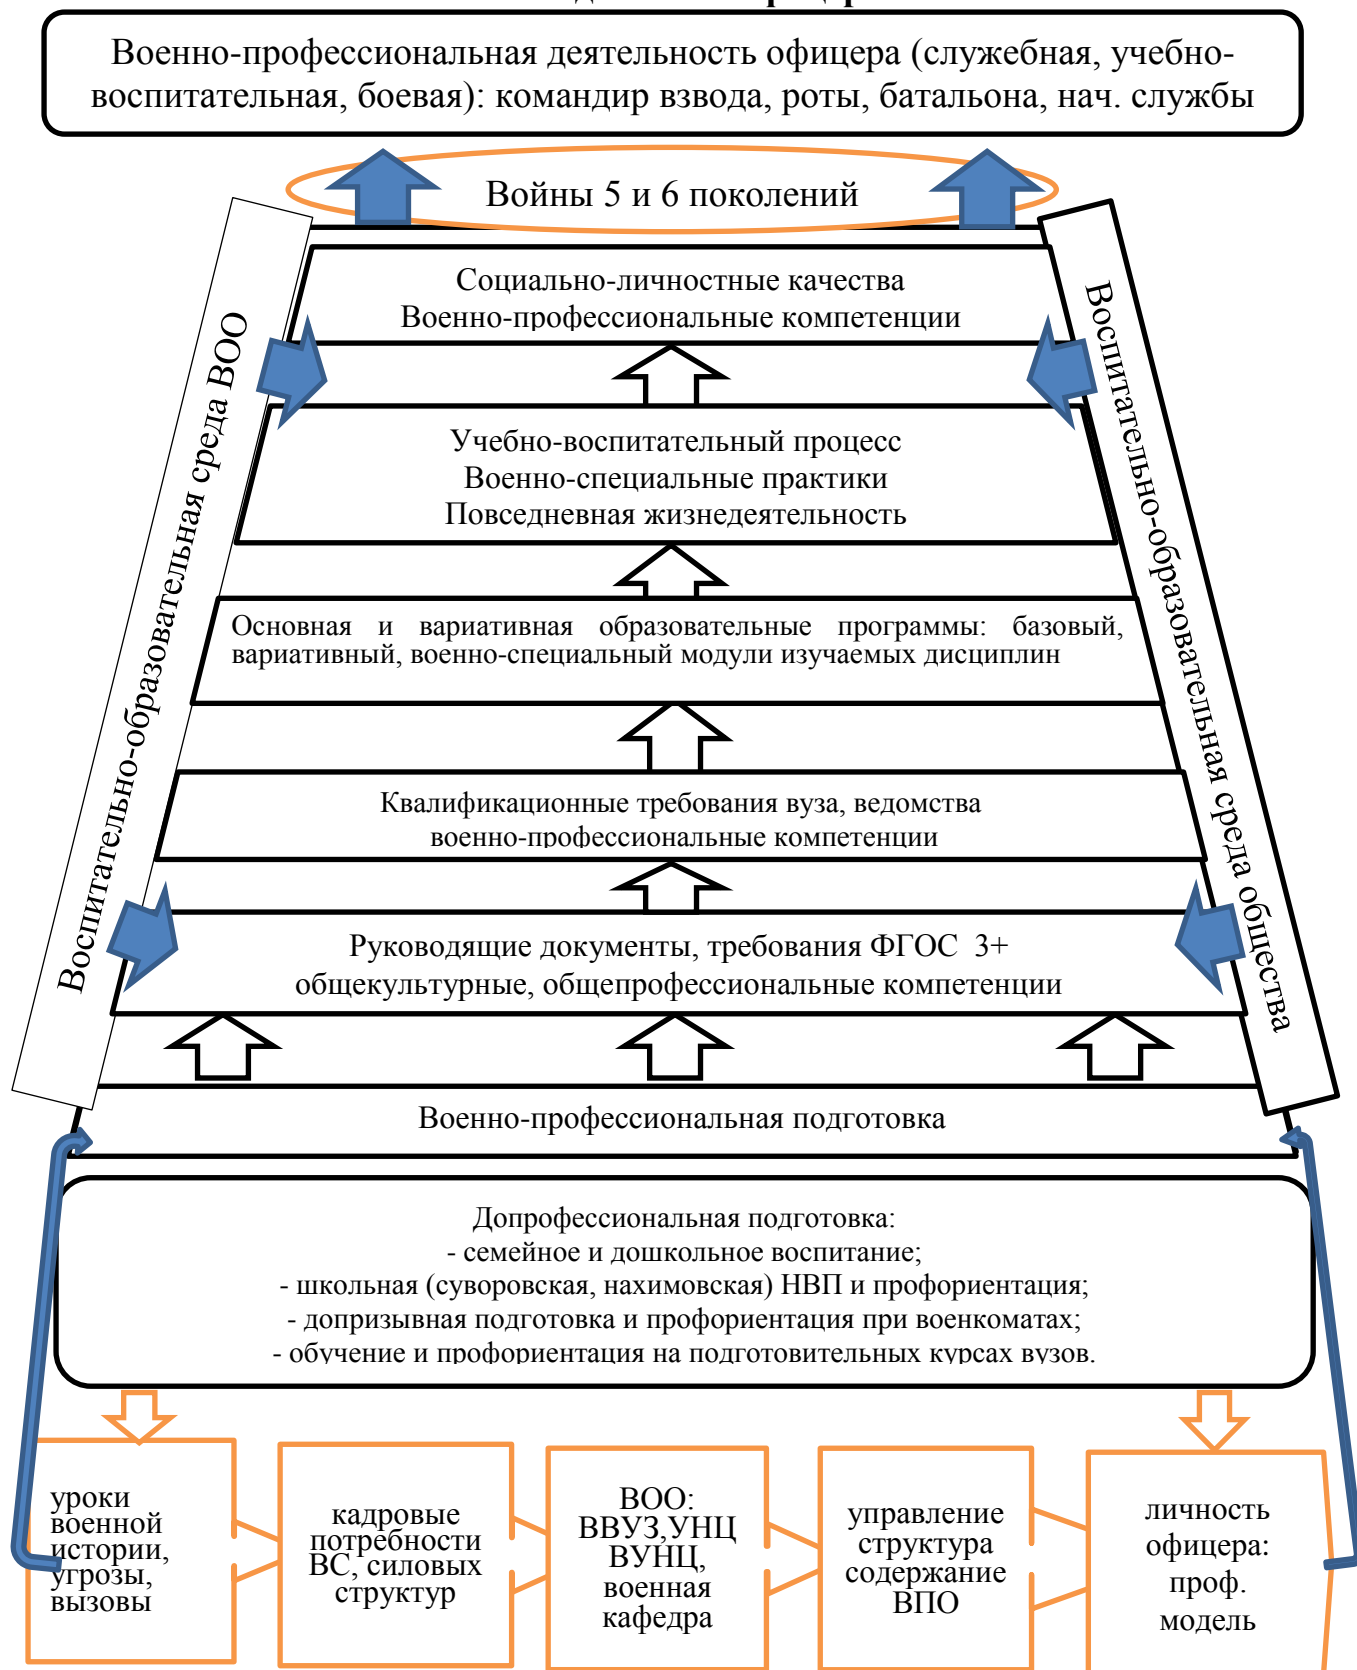 Военно-профессиональная деятельность офицера (служебная, учебно-
воспитательная, боевая): командир взвода, роты, батальона, нач. службы
Войны 5 и 6 поколений
Воспитательно-образовательная среда ВОО
Воспитательно-образовательная среда общества
Социально-личностные качества
Военно-профессиональные компетенции
Учебно-воспитательный процесс
Военно-специальные практики
Повседневная жизнедеятельность
Основная и вариативная образовательные программы: базовый,
вариативный, военно-специальный модули изучаемых дисциплин
Квалификационные требования вуза, ведомства
военно-профессиональные компетенции
Руководящие документы, требования ФГОС 3+
общекультурные, общепрофессиональные компетенции
Военно-профессиональная подготовка
Допрофессиональная подготовка:
- семейное и дошкольное воспитание;
- школьная (суворовская, нахимовская) НВП и профориентация;
- допризывная подготовка и профориентация при военкоматах;
- обучение и профориентация на подготовительных курсах вузов.
уроки
военной
истории,
угрозы,
вызовы
кадровые
потребности
ВС, силовых
структур
ВОО:
ВВУЗ,УНЦ
ВУНЦ,
военная
кафедра
управление
структура
содержание
ВПО
личность
офицера:
проф.
модель